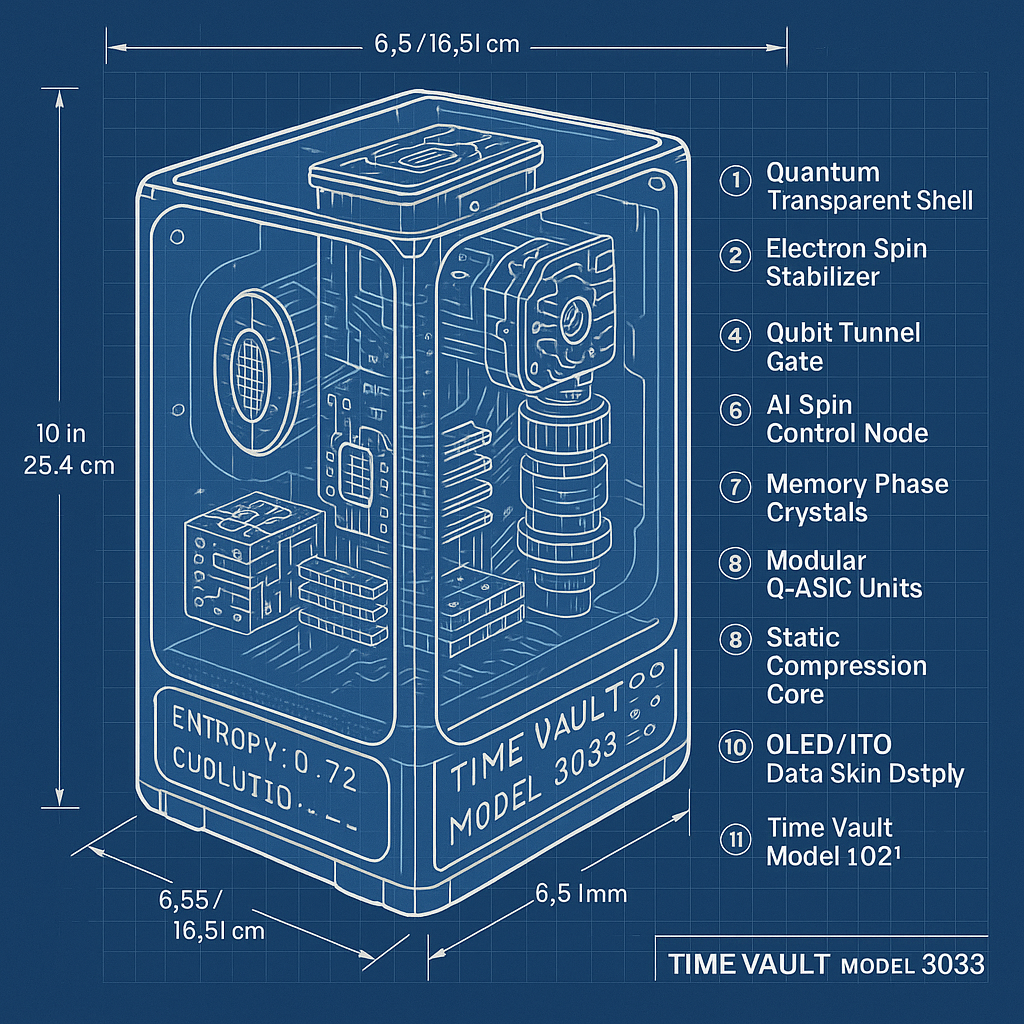 6,5/16,5l cm
10 in
25.4 cm
1 Quantum
Transparent Shell
2 Electron Spin
Stabilizer
4 Qubit Tunnel
Gate
6 AI Spin
Control Node
7 Memory Phase
Crystals
8 Modular
Q-ASIC Units
8 Static
Compression
Core
10 OLED/ITO
Data Skin Dstply
11 Time Vault
Model 102¹
ENTROPY: 0.72
CUDLUTIO
TIME VAULT
MODEL 3033
6,55/
16,5l cm
6,5 lmm
TIME VAULT MODEL 3033